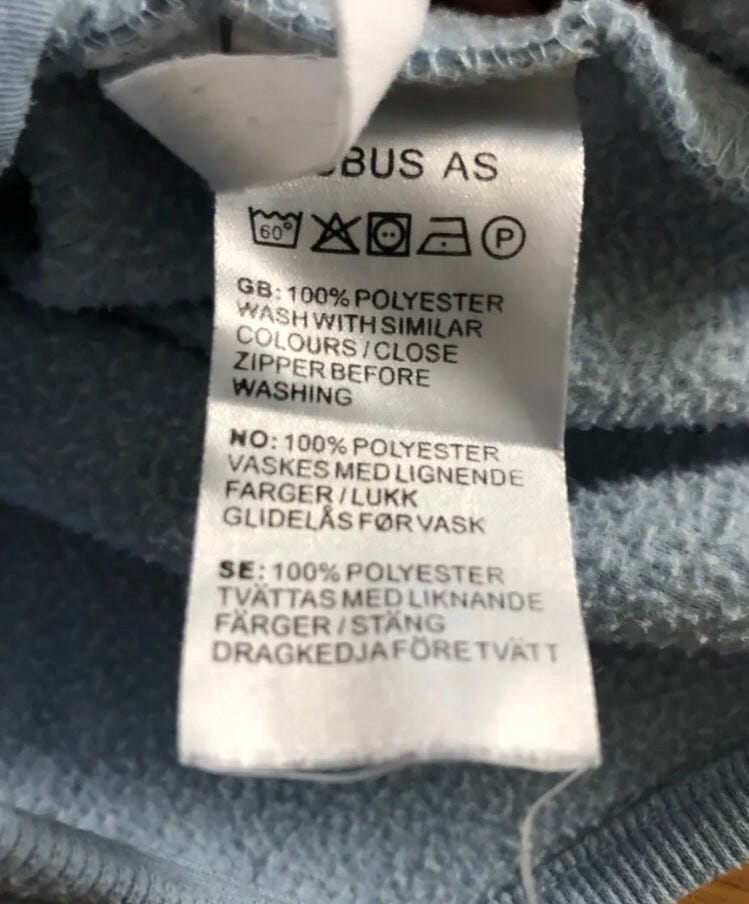 BUS AS
60°
P
GB: 100% POLYESTER
WASH WITH SIMILAR
COLOURS / CLOSE
ZIPPER BEFORE
WASHING
NO: 100% POLYESTER
VASKES MED LIGNENDE
FARGER / LUKK
GLIDELÅS FØR VASK
SE: 100% POLYESTER
TVÄTTAS MED LIKNANDE
FÄRGER / STÄNG
DRAGKEDJA FÖRE TVÄTT